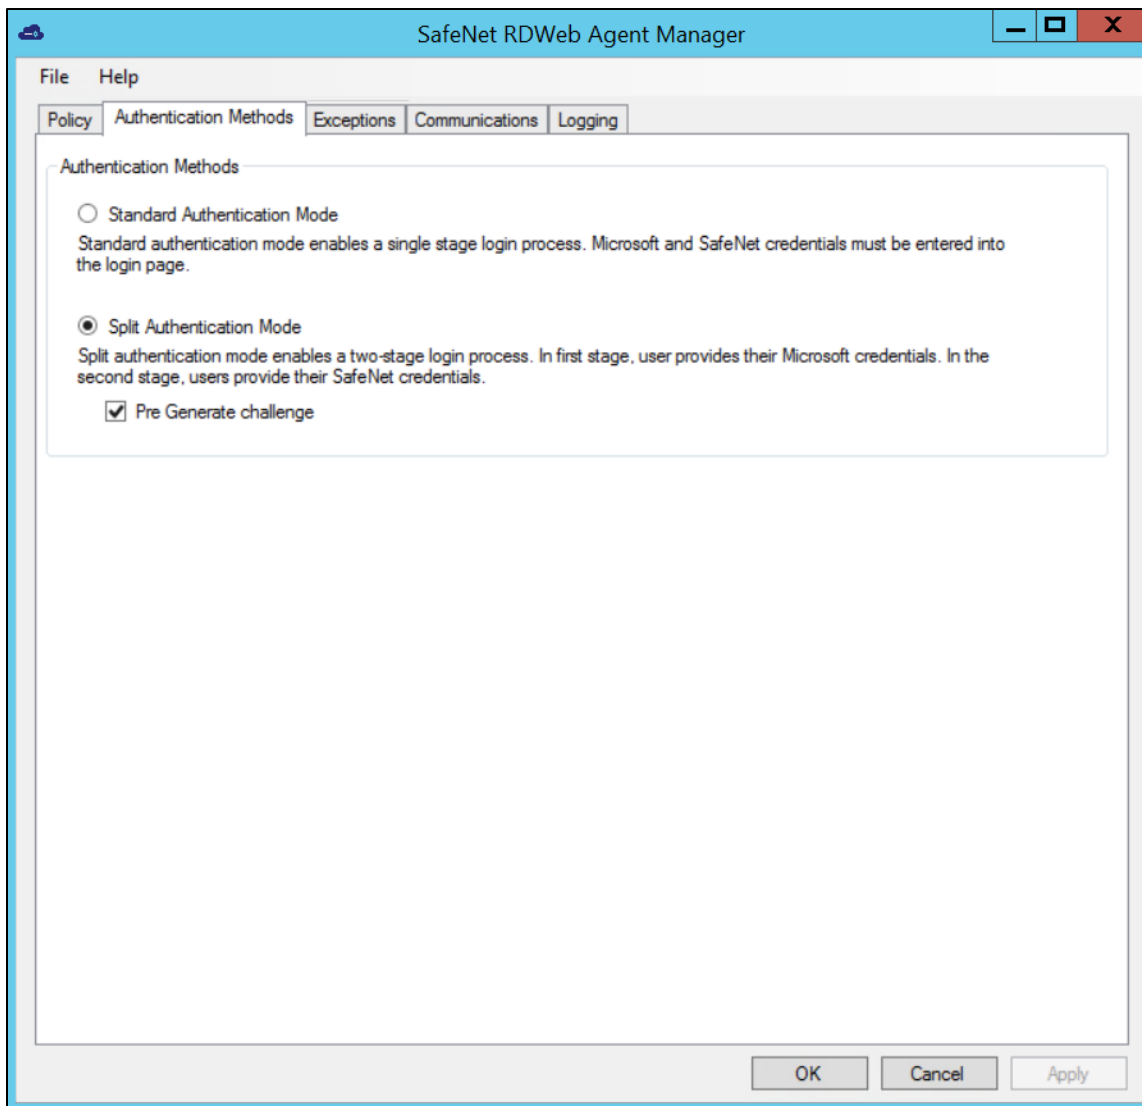 SafeNet RDWeb Agent Manager
File Help
Policy Authentication Methods Exceptions Communications Logging
Authentication Methods
Standard Authentication Mode
Standard authentication mode enables a single stage login process. Microsoft and SafeNet credentials must be entered into
the login page.
Split Authentication Mode
Split authentication mode enables a two-stage login process. In first stage, user provides their Microsoft credentials. In the
second stage, users provide their SafeNet credentials.
Pre Generate challenge
OK Cancel Apply